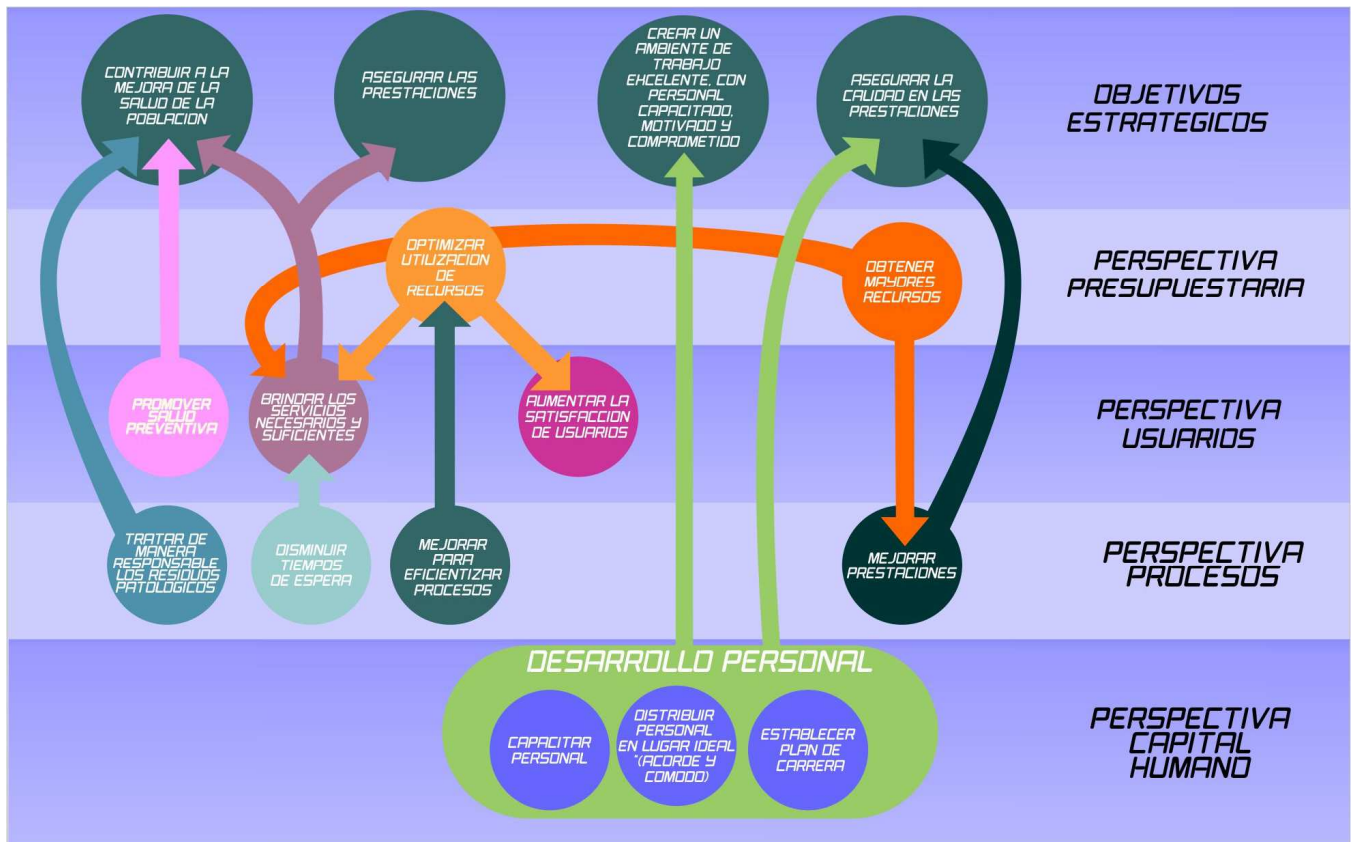 CONTRIBUIR A LA
MEJORA DE LA
SALUD DE LA
POBLACION
ASEGURAR LAS
PRESTACIONES
CREAR UN
AMBIENTE DE
TRABAJO
EXCELENTE, CON
PERSONAL
CAPACITADO,
MOTIVADO Y
COMPROMETIDO
ASEGURAR LA
CALIDAD EN LAS
PRESTACIONES
OBJETIVOS
ESTRATEGICOS
OPTIMIZAR
UTILIZACION
DE
RECURSOS
OBTENER
MAYORES
RECURSOS
PERSPECTIVA
PRESUPUESTARIA
PROMOVER
SALUD
PREVENTIVA
BRINDAR LOS
SERVICIOS
NECESARIOS Y
SUFICIENTES
AUMENTAR LA
SATISFACCION
DE USUARIOS
PERSPECTIVA
USUARIOS
TRATAR DE
MANERA
RESPONSABLE
LOS RESIDUOS
PATOLOGICOS
DISMINUIR
TIEMPOS
DE ESPERA
MEJORAR
PARA
EFICIENTIZAR
PROCESOS
MEJORAR
PRESTACIONES
PERSPECTIVA
PROCESOS
DESARROLLO PERSONAL
CAPACITAR
PERSONAL
DISTRIBUIR
PERSONAL
EN LUGAR IDEAL
"(ACORDE Y
COMODO)
ESTABLECER
PLAN DE
CARRERA
PERSPECTIVA
CAPITAL
HUMANO